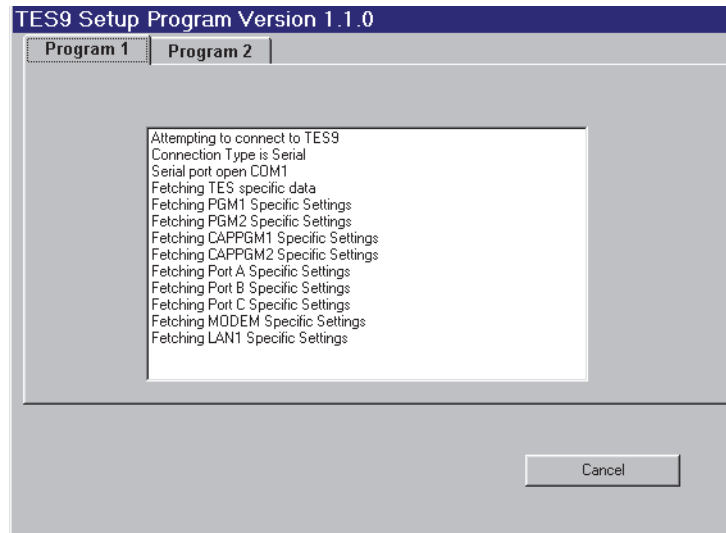 TES9 Setup Program Version 1.1.0
Program 1
Program 2
Attempting to connect to TES9
Connection Type is Serial
Serial port open COM1
Fetching TES specific data
Fetching PGM1 Specific Settings
Fetching PGM2 Specific Settings
Fetching CAPPGM1 Specific Settings
Fetching CAPPGM2 Specific Settings
Fetching Port A Specific Settings
Fetching Port B Specific Settings
Fetching Port C Specific Settings
Fetching MODEM Specific Settings
Fetching LAN1 Specific Settings
Cancel